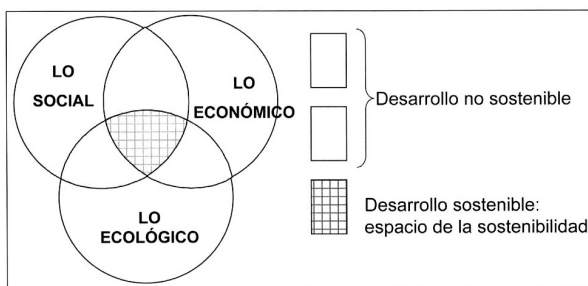 LO
SOCIAL
LO
ECONÓMICO
LO
ECOLÓGICO
Desarrollo no sostenible
Desarrollo sostenible:
espacio de la sostenibilidad